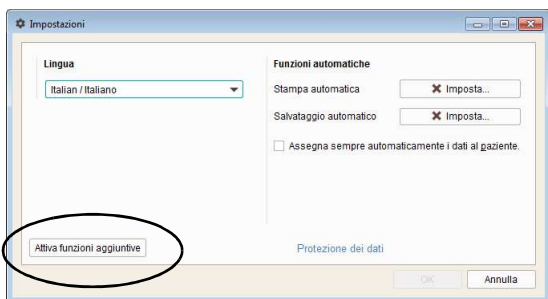 Impostazioni
Lingua
Italian / Italiano
Funzioni automatiche
Stampa automatica
Imposta...
Salvataggio automatico
Imposta...
Assegna sempre automaticamente i dati al paziente.
Attiva funzioni aggiuntive
Protezione dei dati
OK
Annulla